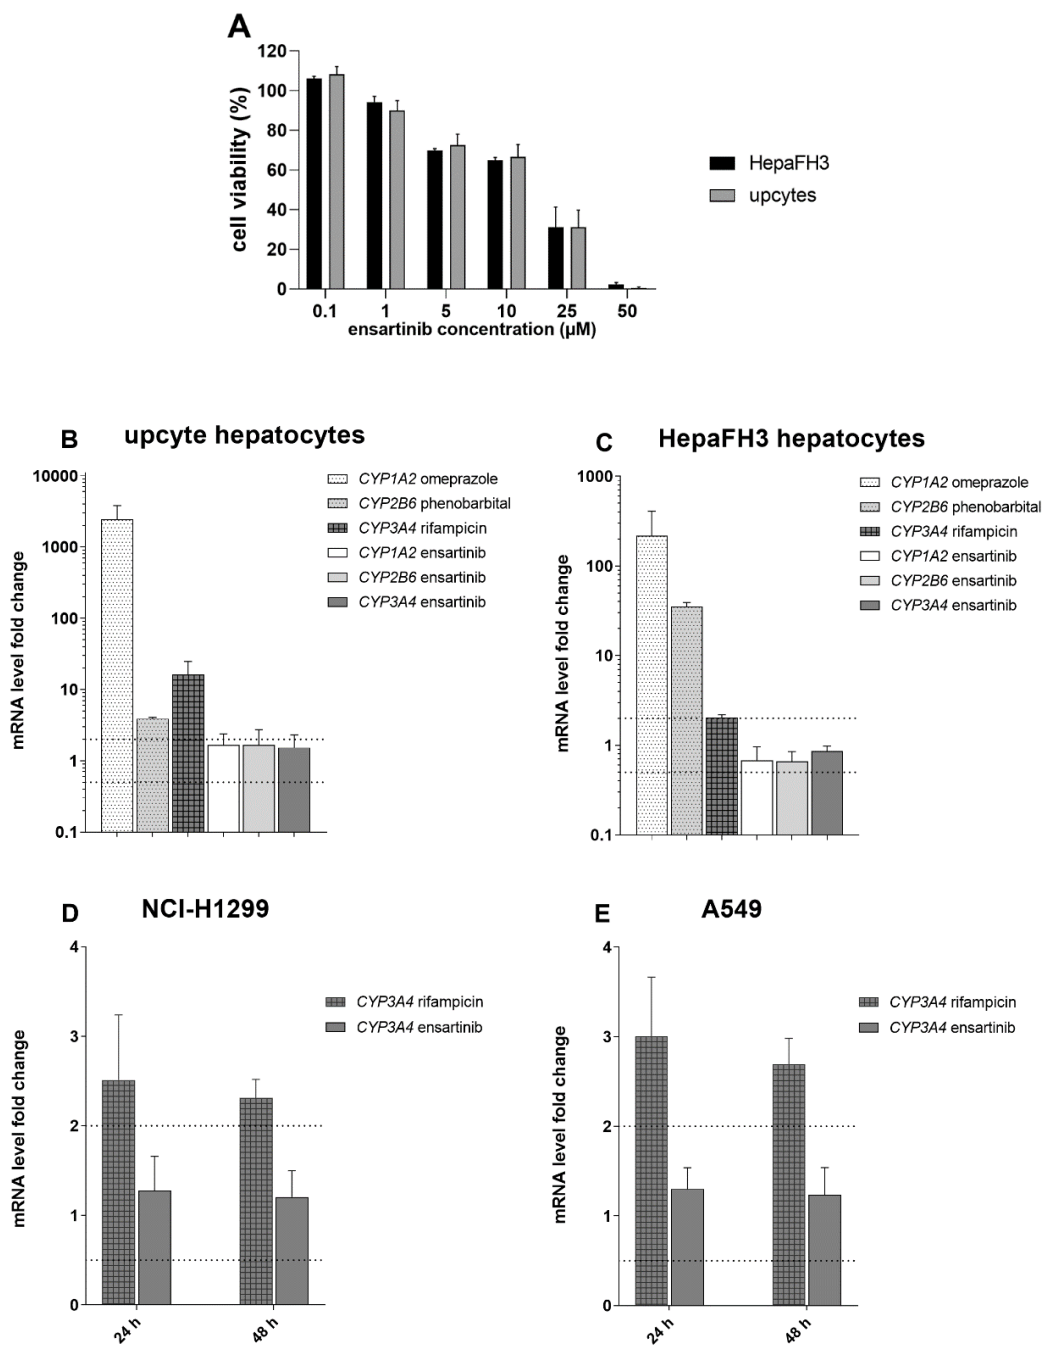 A
120
100
80
60
40
20
0
cell viability (%)
0.1 1 5 10 25 50
ensartinib concentration (µM)
HepaFH3
upcytes
B upcyte hepatocytes
10000
1000
100
10
1
0.1
mRNA level fold change
CYP1A2 omeprazole
CYP2B6 phenobarbital
CYP3A4 rifampicin
CYP1A2 ensartinib
CYP2B6 ensartinib
CYP3A4 ensartinib
C HepaFH3 hepatocytes
1000
100
10
1
0.1
mRNA level fold change
CYP1A2 omeprazole
CYP2B6 phenobarbital
CYP3A4 rifampicin
CYP1A2 ensartinib
CYP2B6 ensartinib
CYP3A4 ensartinib
D NCI-H1299
4
3
2
1
0
mRNA level fold change
24 h 48 h
CYP3A4 rifampicin
CYP3A4 ensartinib
E A549
4
3
2
1
0
mRNA level fold change
24 h 48 h
CYP3A4 rifampicin
CYP3A4 ensartinib